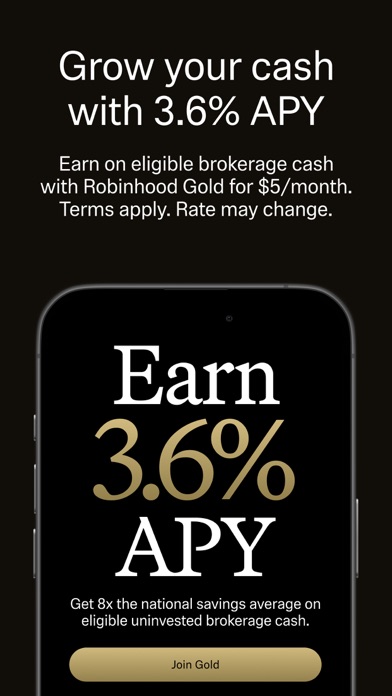 Grow your cash
with 3.6% APY
Earn on eligible brokerage cash
with Robinhood Gold for $5/month.
Terms apply. Rate may change.
Earn
3.6%
APY
Get 8x the national savings average on
eligible uninvested brokerage cash.
Join Gold